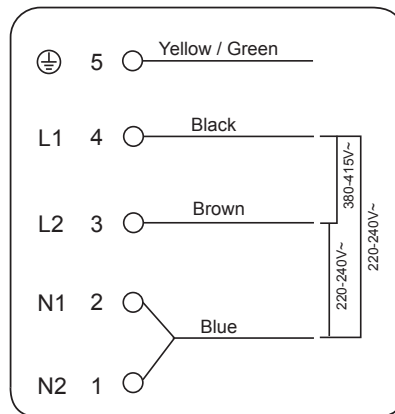 5 Yellow / Green
L1 4 Black
380-415V~
L2 3 Brown
220-240V~
220-240V~
N1 2
Blue
N2 1